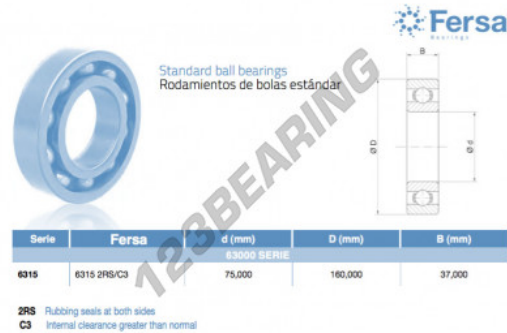 Fersa
Bearings
Standard ball bearings
Rodamientos de bolas estándar
B
Ø D
Ø d
123BEARING
Serie Fersa d (mm) D (mm) B (mm)
63000 SERIE
6315 6315 2RS/C3 75,000 160,000 37,000
2RS Rubbing seals at both sides
C3 Internal clearance greater than normal